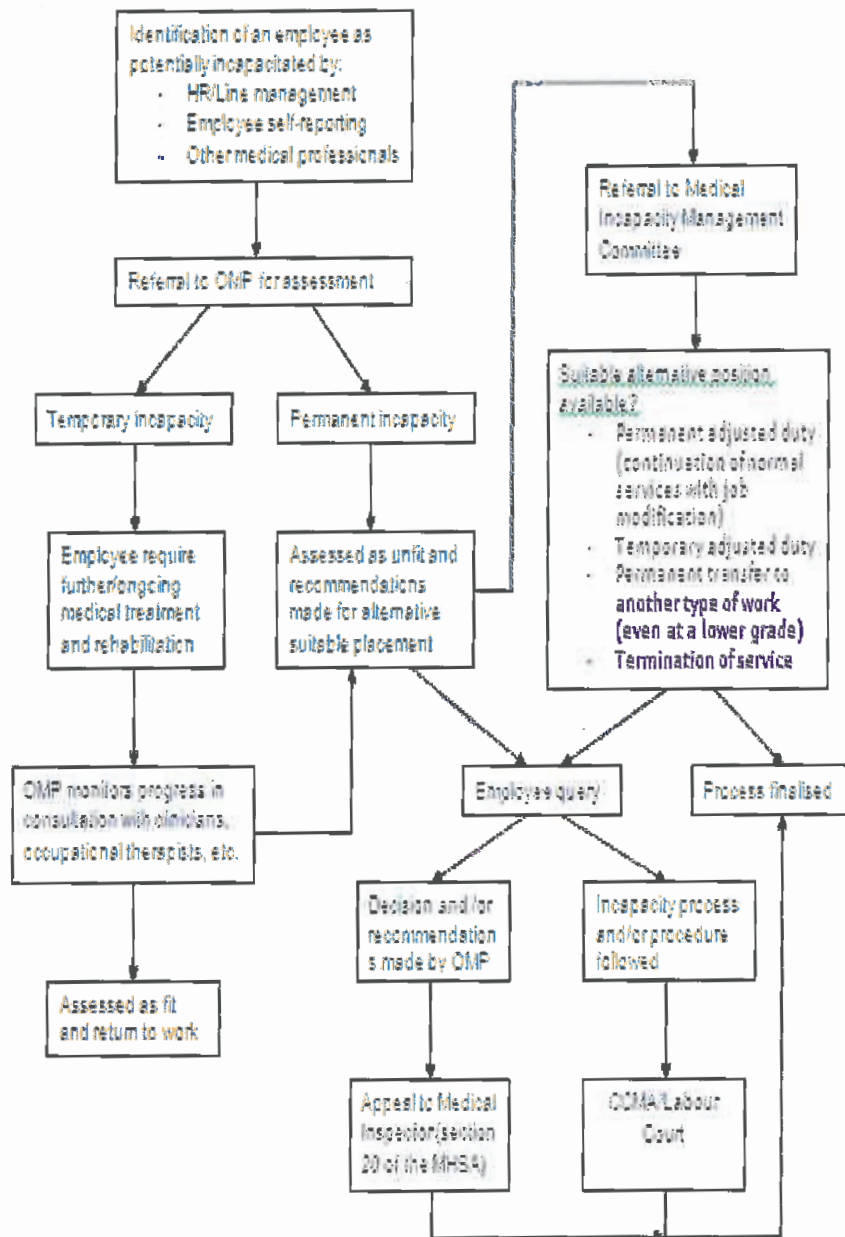 Identification of an employee as
potentially incapacitated by:
- HR/Line management
- Employee self-reporting
- Other medical professionals
Referral to OMP for assessment
Temporary incapacity
Permanent incapacity
Employee require
further/ongoing
medical treatment
and rehabilitation
Assessed as unfit and
recommendations
made for alternative
suitable placement
OMP monitors progress in
consultation with clinicians,
occupational therapists, etc.
Assessed as fit
and return to work
Referral to Medical
Incapacity Management
Committee
Suitable alternative position
available?
- Permanent adjusted duty
(continuation of normal
services with job
modification)
- Temporary adjusted duty
- Permanent transfer to
another type of work
(even at a lower grade)
- Termination of service
Employee query
Process finalised
Decision and /or
recommendation
s made by OMP
Incapacity process
and/or procedure
followed
Appeal to Medical
Inspector(section
20 of the MHSA)
CCMA/Labour
Court